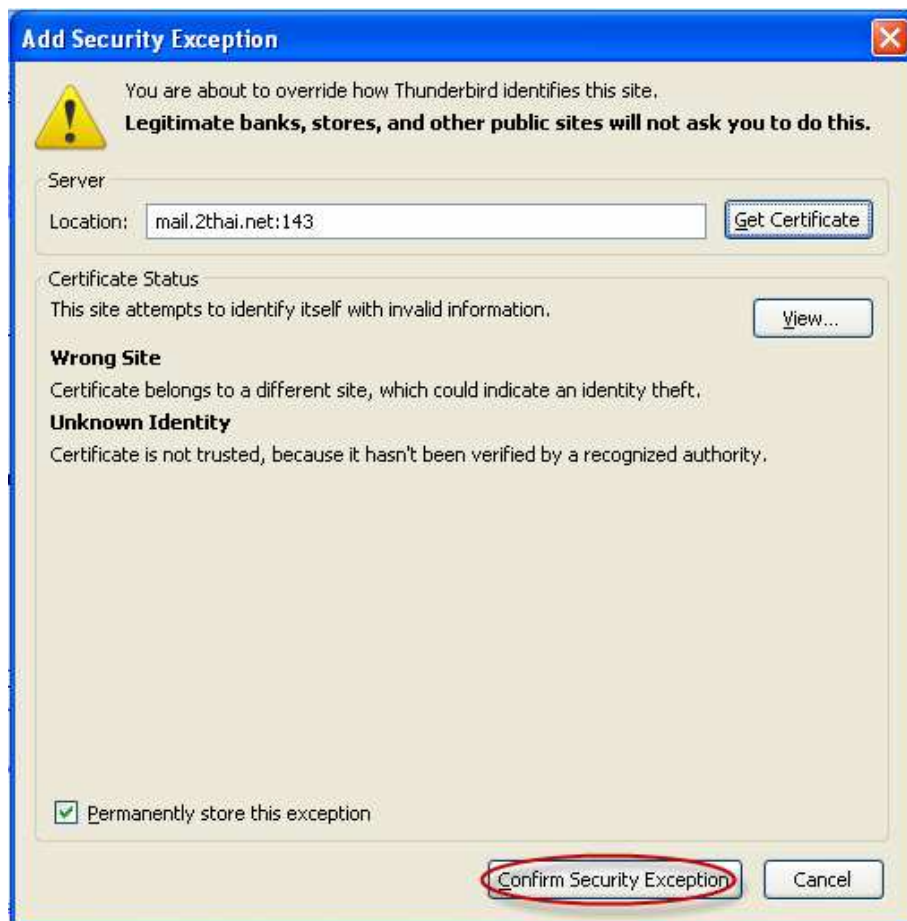 Add Security Exception
You are about to override how Thunderbird identifies this site.
Legitimate banks, stores, and other public sites will not ask you to do this.
Server
Location: mail.2thai.net:143 Get Certificate
Certificate Status
This site attempts to identify itself with invalid information.
View...
Wrong Site
Certificate belongs to a different site, which could indicate an identity theft.
Unknown Identity
Certificate is not trusted, because it hasn't been verified by a recognized authority.
Permanently store this exception
Confirm Security Exception Cancel